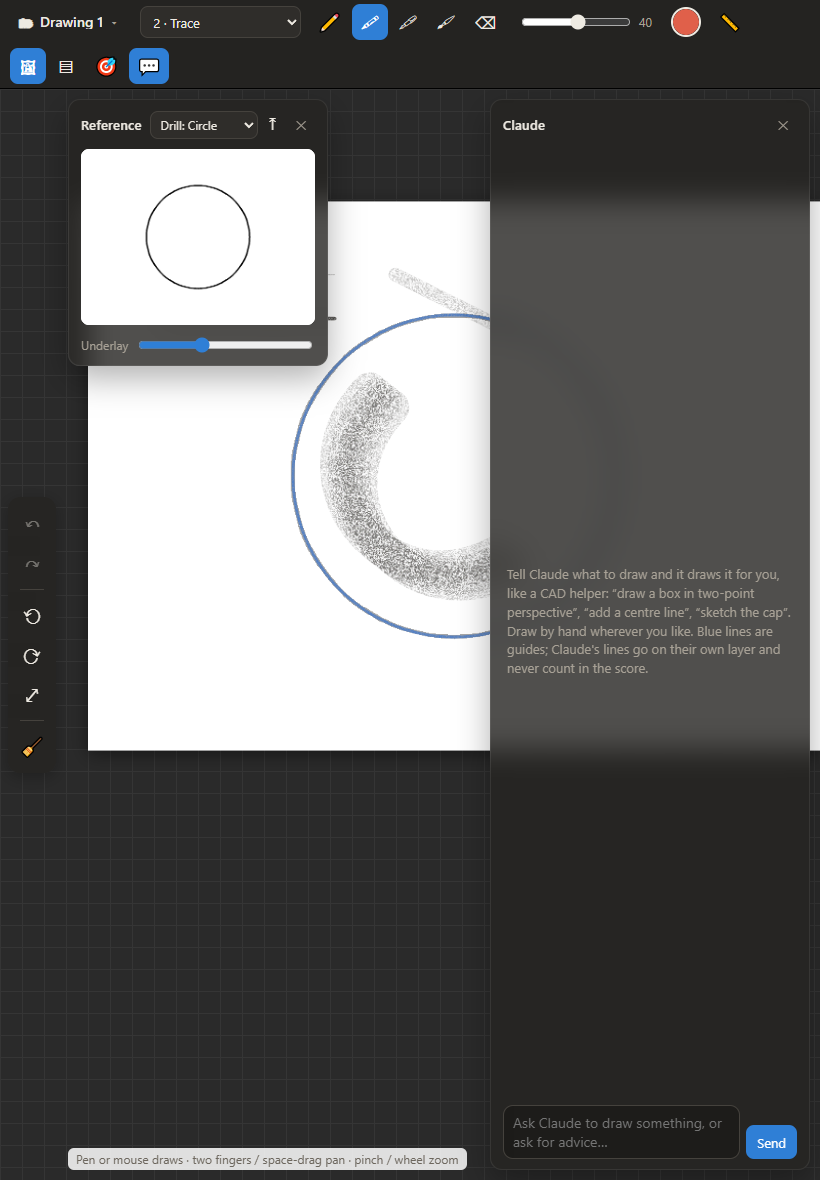 Drawing 1
2 · Trace
40
Reference
Drill: Circle
Underlay
Claude
Tell Claude what to draw and it draws it for you,
like a CAD helper: “draw a box in two-point
perspective”, “add a centre line”, “sketch the cap”.
Draw by hand wherever you like. Blue lines are
guides; Claude's lines go on their own layer and
never count in the score.
Ask Claude to draw something, or
ask for advice...
Send
Pen or mouse draws · two fingers / space-drag pan · pinch / wheel zoom